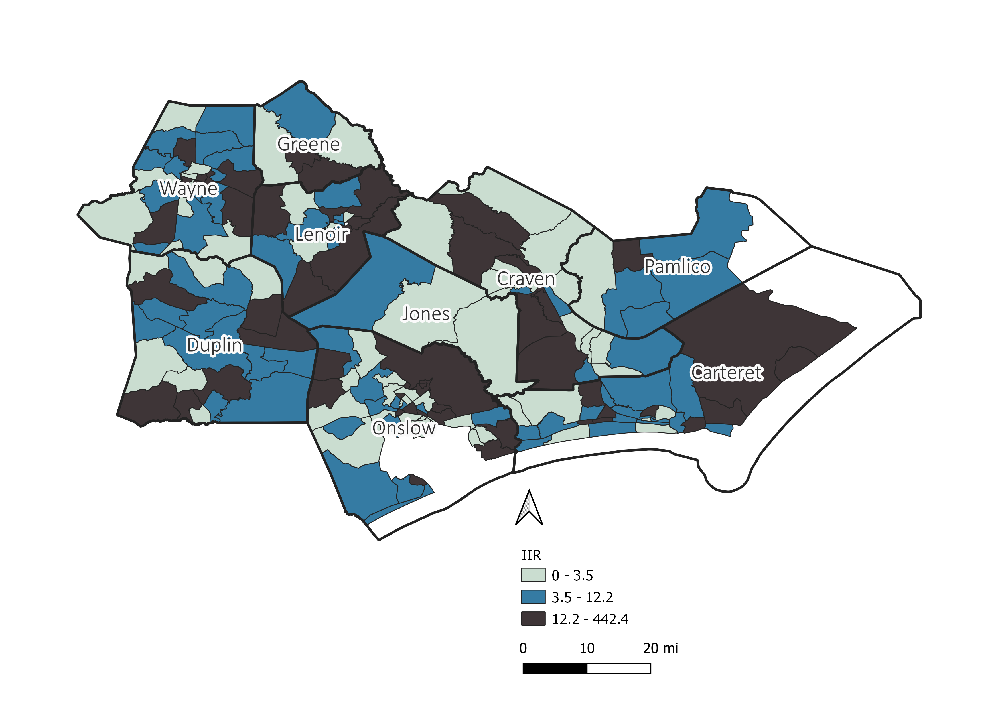 Greene
Wayne
Lenoir
Pamlico
Craven
Jones
Duplin
Carteret
Onslow
IIR
0 - 3.5
3.5 - 12.2
12.2 - 442.4
0 10 20 mi